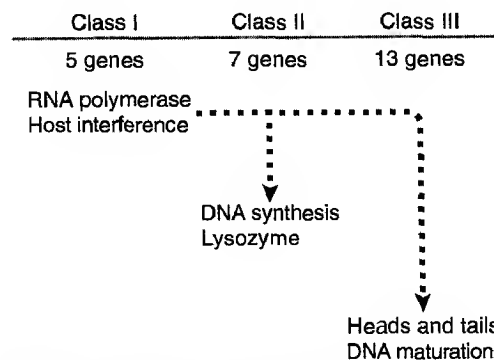 Class I Class II Class III
5 genes 7 genes 13 genes
RNA polymerase
Host interference
DNA synthesis
Lysozyme
Heads and tails
DNA maturation